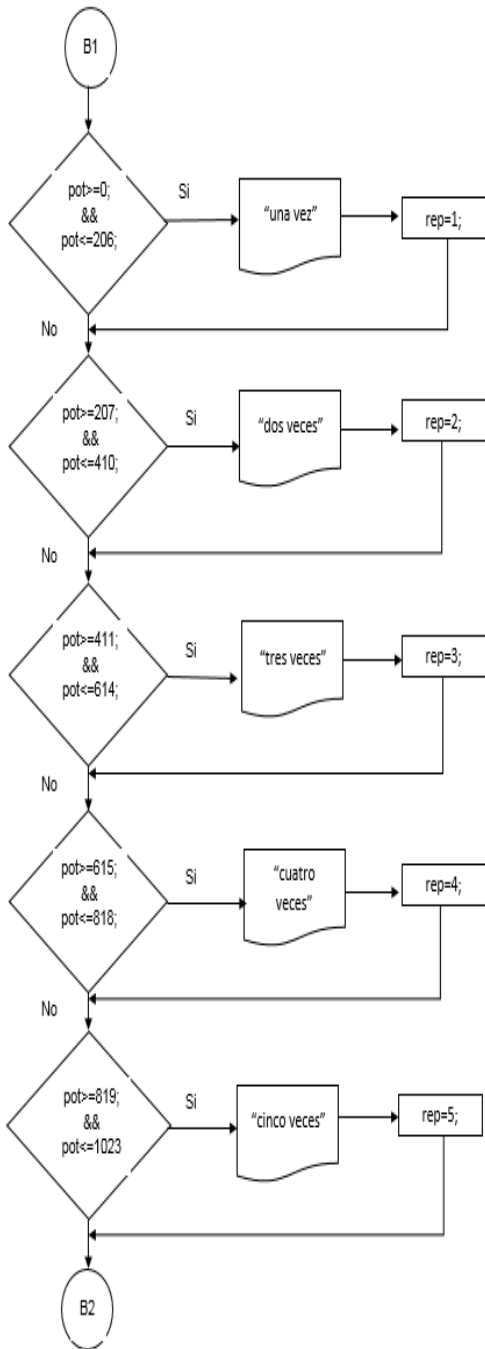 B1
pot>=0;
&&
pot<=206;
Si
“una vez”
rep=1;
No
pot>=207;
&&
pot<=410;
Si
“dos veces”
rep=2;
No
pot>=411;
&&
pot<=614;
Si
“tres veces”
rep=3;
No
pot>=615;
&&
pot<=818;
Si
“cuatro
veces”
rep=4;
No
pot>=819;
&&
pot<=1023
Si
“cinco veces”
rep=5;
B2